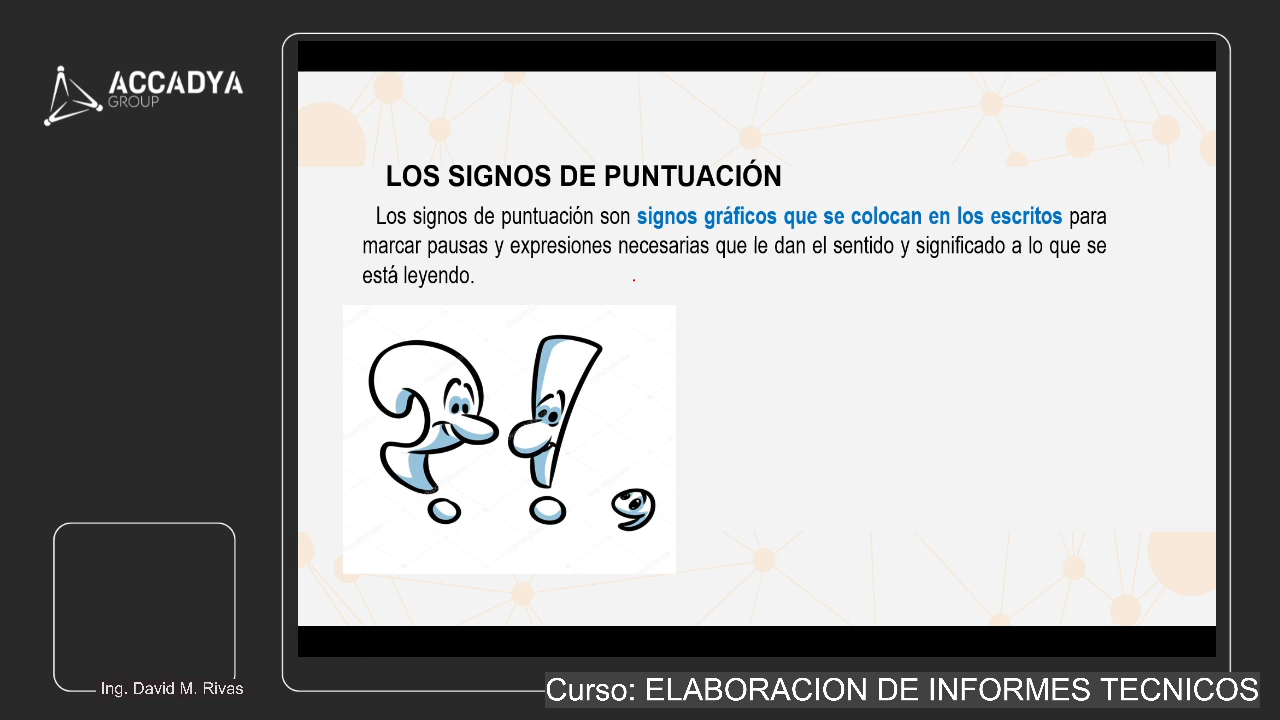 ACCADYA
GROUP
LOS SIGNOS DE PUNTUACIÓN
Los signos de puntuación son signos gráficos que se colocan en los escritos para
marcar pausas y expresiones necesarias que le dan el sentido y significado a lo que se
está leyendo.
Ing. David M. Rivas
Curso: ELABORACION DE INFORMES TECNICOS